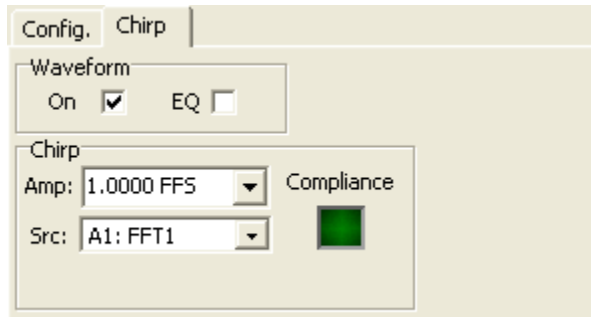 Config. Chirp
Waveform
On EQ
Chirp
Amp: 1.0000 FFS Compliance
Src: A1: FFT1